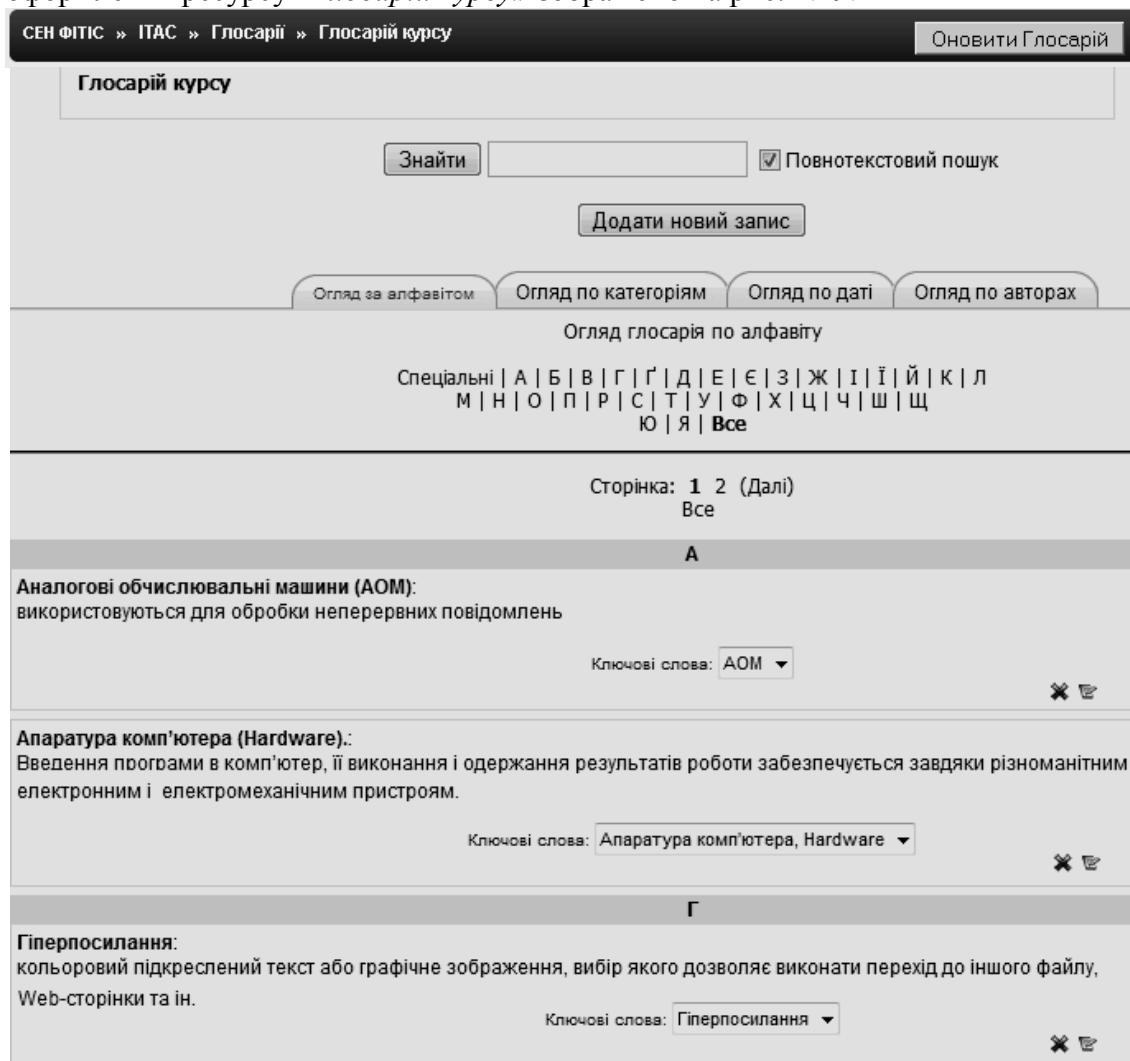 СЕН ФІТІС » ІТАС » Глосарії » Глосарій курсу
Оновити Глосарій
Глосарій курсу
Знайти
Повнотекстовий пошук
Додати новий запис
Огляд за алфавітом Огляд по категоріям Огляд по даті Огляд по авторах
Огляд глосарія по алфавіту
Спеціальні | А | Б | В | Г | Ґ | Д | Е | Є | З | Ж | І | Ї | Й | К | Л
М | Н | О | П | Р | С | Т | У | Ф | Х | Ц | Ч | Ш | Щ
Ю | Я | Все
Сторінка: 1 2 (Далі)
Все
А
Аналогові обчислювальні машини (АОМ):
використовуються для обробки неперервних повідомлень
Ключові слова: АОМ
Апаратура комп'ютера (Hardware).:
Введення програми в комп'ютер, її виконання і одержання результатів роботи забезпечується завдяки різноманітним
електронним і електромеханічним пристроям.
Ключові слова: Апаратура комп'ютера, Hardware
Г
Гіперпосилання:
кольоровий підкреслений текст або графічне зображення, вибір якого дозволяє виконати перехід до іншого файлу,
Web-сторінки та ін.
Ключові слова: Гіперпосилання